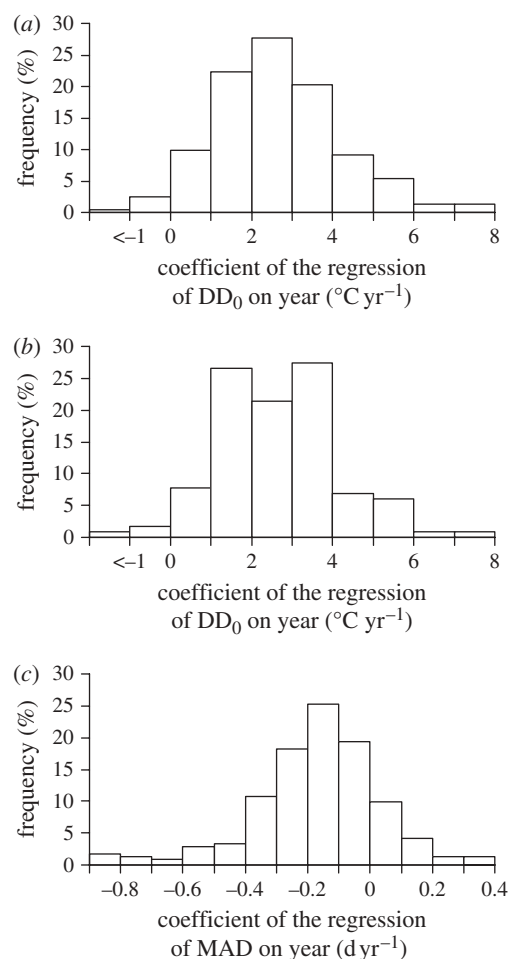 (a)
30
25
20
15
10
5
0
frequency (%)
<–1 0 2 4 6 8
coefficient of the regression
of DD₀ on year (°C yr⁻¹)
(b)
30
25
20
15
10
5
0
frequency (%)
<–1 0 2 4 6 8
coefficient of the regression
of DD₀ on year (°C yr⁻¹)
(c)
30
25
20
15
10
5
0
frequency (%)
–0.8 –0.6 –0.4 –0.2 0 0.2 0.4
coefficient of the regression
of MAD on year (d yr⁻¹)